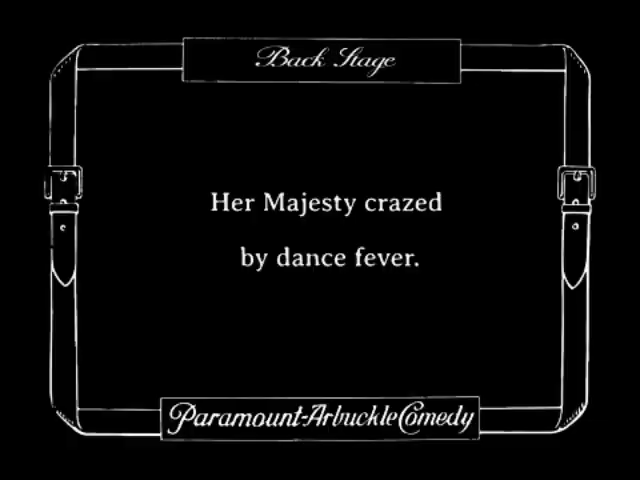 Back Stage
Her Majesty crazed
by dance fever.
Paramount-Arbuckle Comedy